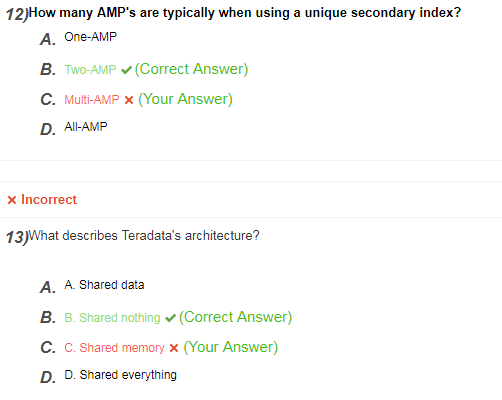 12)How many AMP's are typically when using a unique secondary index?
A. One-AMP
B. Two-AMP ✔ (Correct Answer)
C. Multi-AMP ✖ (Your Answer)
D. All-AMP
✖ Incorrect
13)What describes Teradata's architecture?
A. A. Shared data
B. B. Shared nothing ✔ (Correct Answer)
C. C. Shared memory ✖ (Your Answer)
D. D. Shared everything